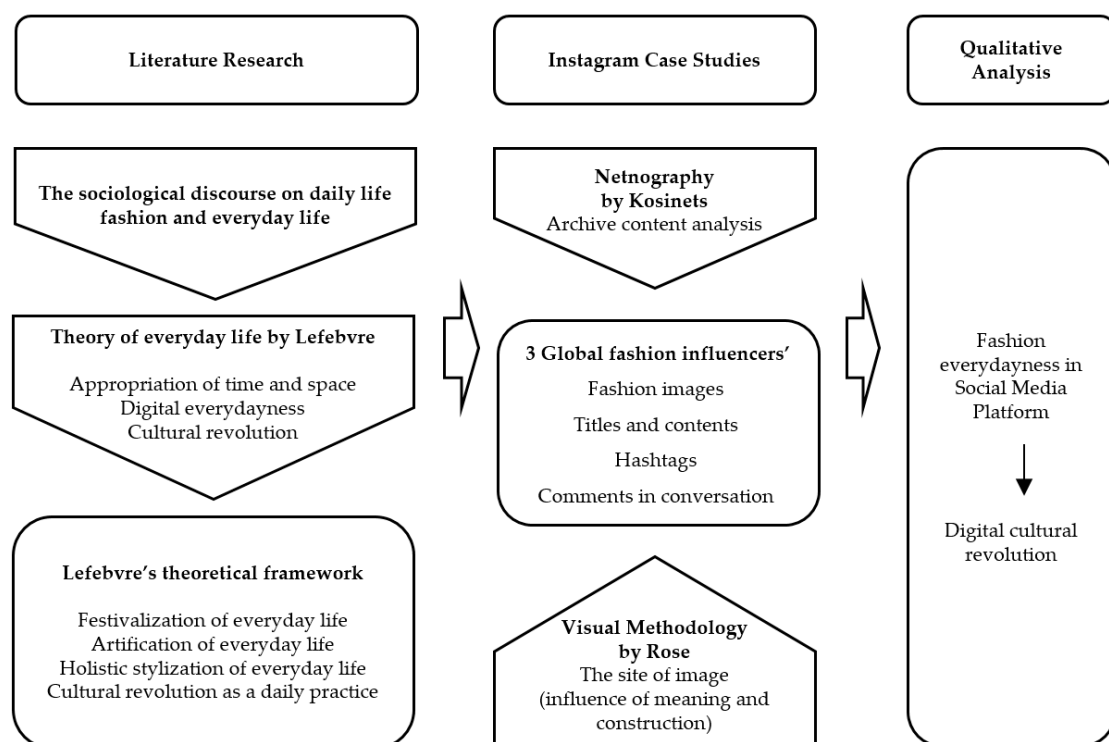 Literature Research
The sociological discourse on daily life
fashion and everyday life
Theory of everyday life by Lefebvre
Appropriation of time and space
Digital everydayness
Cultural revolution
Lefebvre's theoretical framework
Festivalization of everyday life
Artification of everyday life
Holistic stylization of everyday life
Cultural revolution as a daily practice
Instagram Case Studies
Netnography
by Kosinets
Archive content analysis
3 Global fashion influencers'
Fashion images
Titles and contents
Hashtags
Comments in conversation
Visual Methodology
by Rose
The site of image
(influence of meaning and
construction)
Qualitative
Analysis
Fashion
everydayness in
Social Media
Platform
Digital cultural
revolution